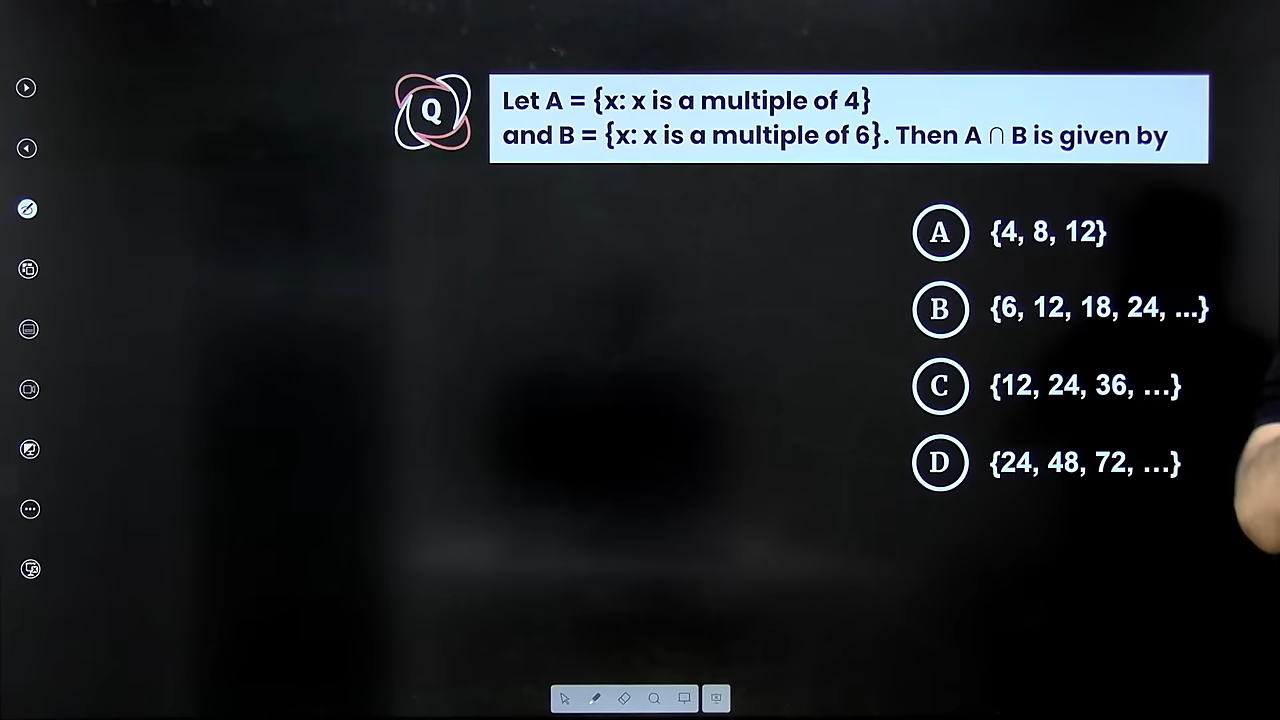 Q
Let A = {x: x is a multiple of 4}
and B = {x: x is a multiple of 6}. Then A ∩ B is given by
A {4, 8, 12}
B {6, 12, 18, 24, ...}
C {12, 24, 36, ...}
D {24, 48, 72, ...}